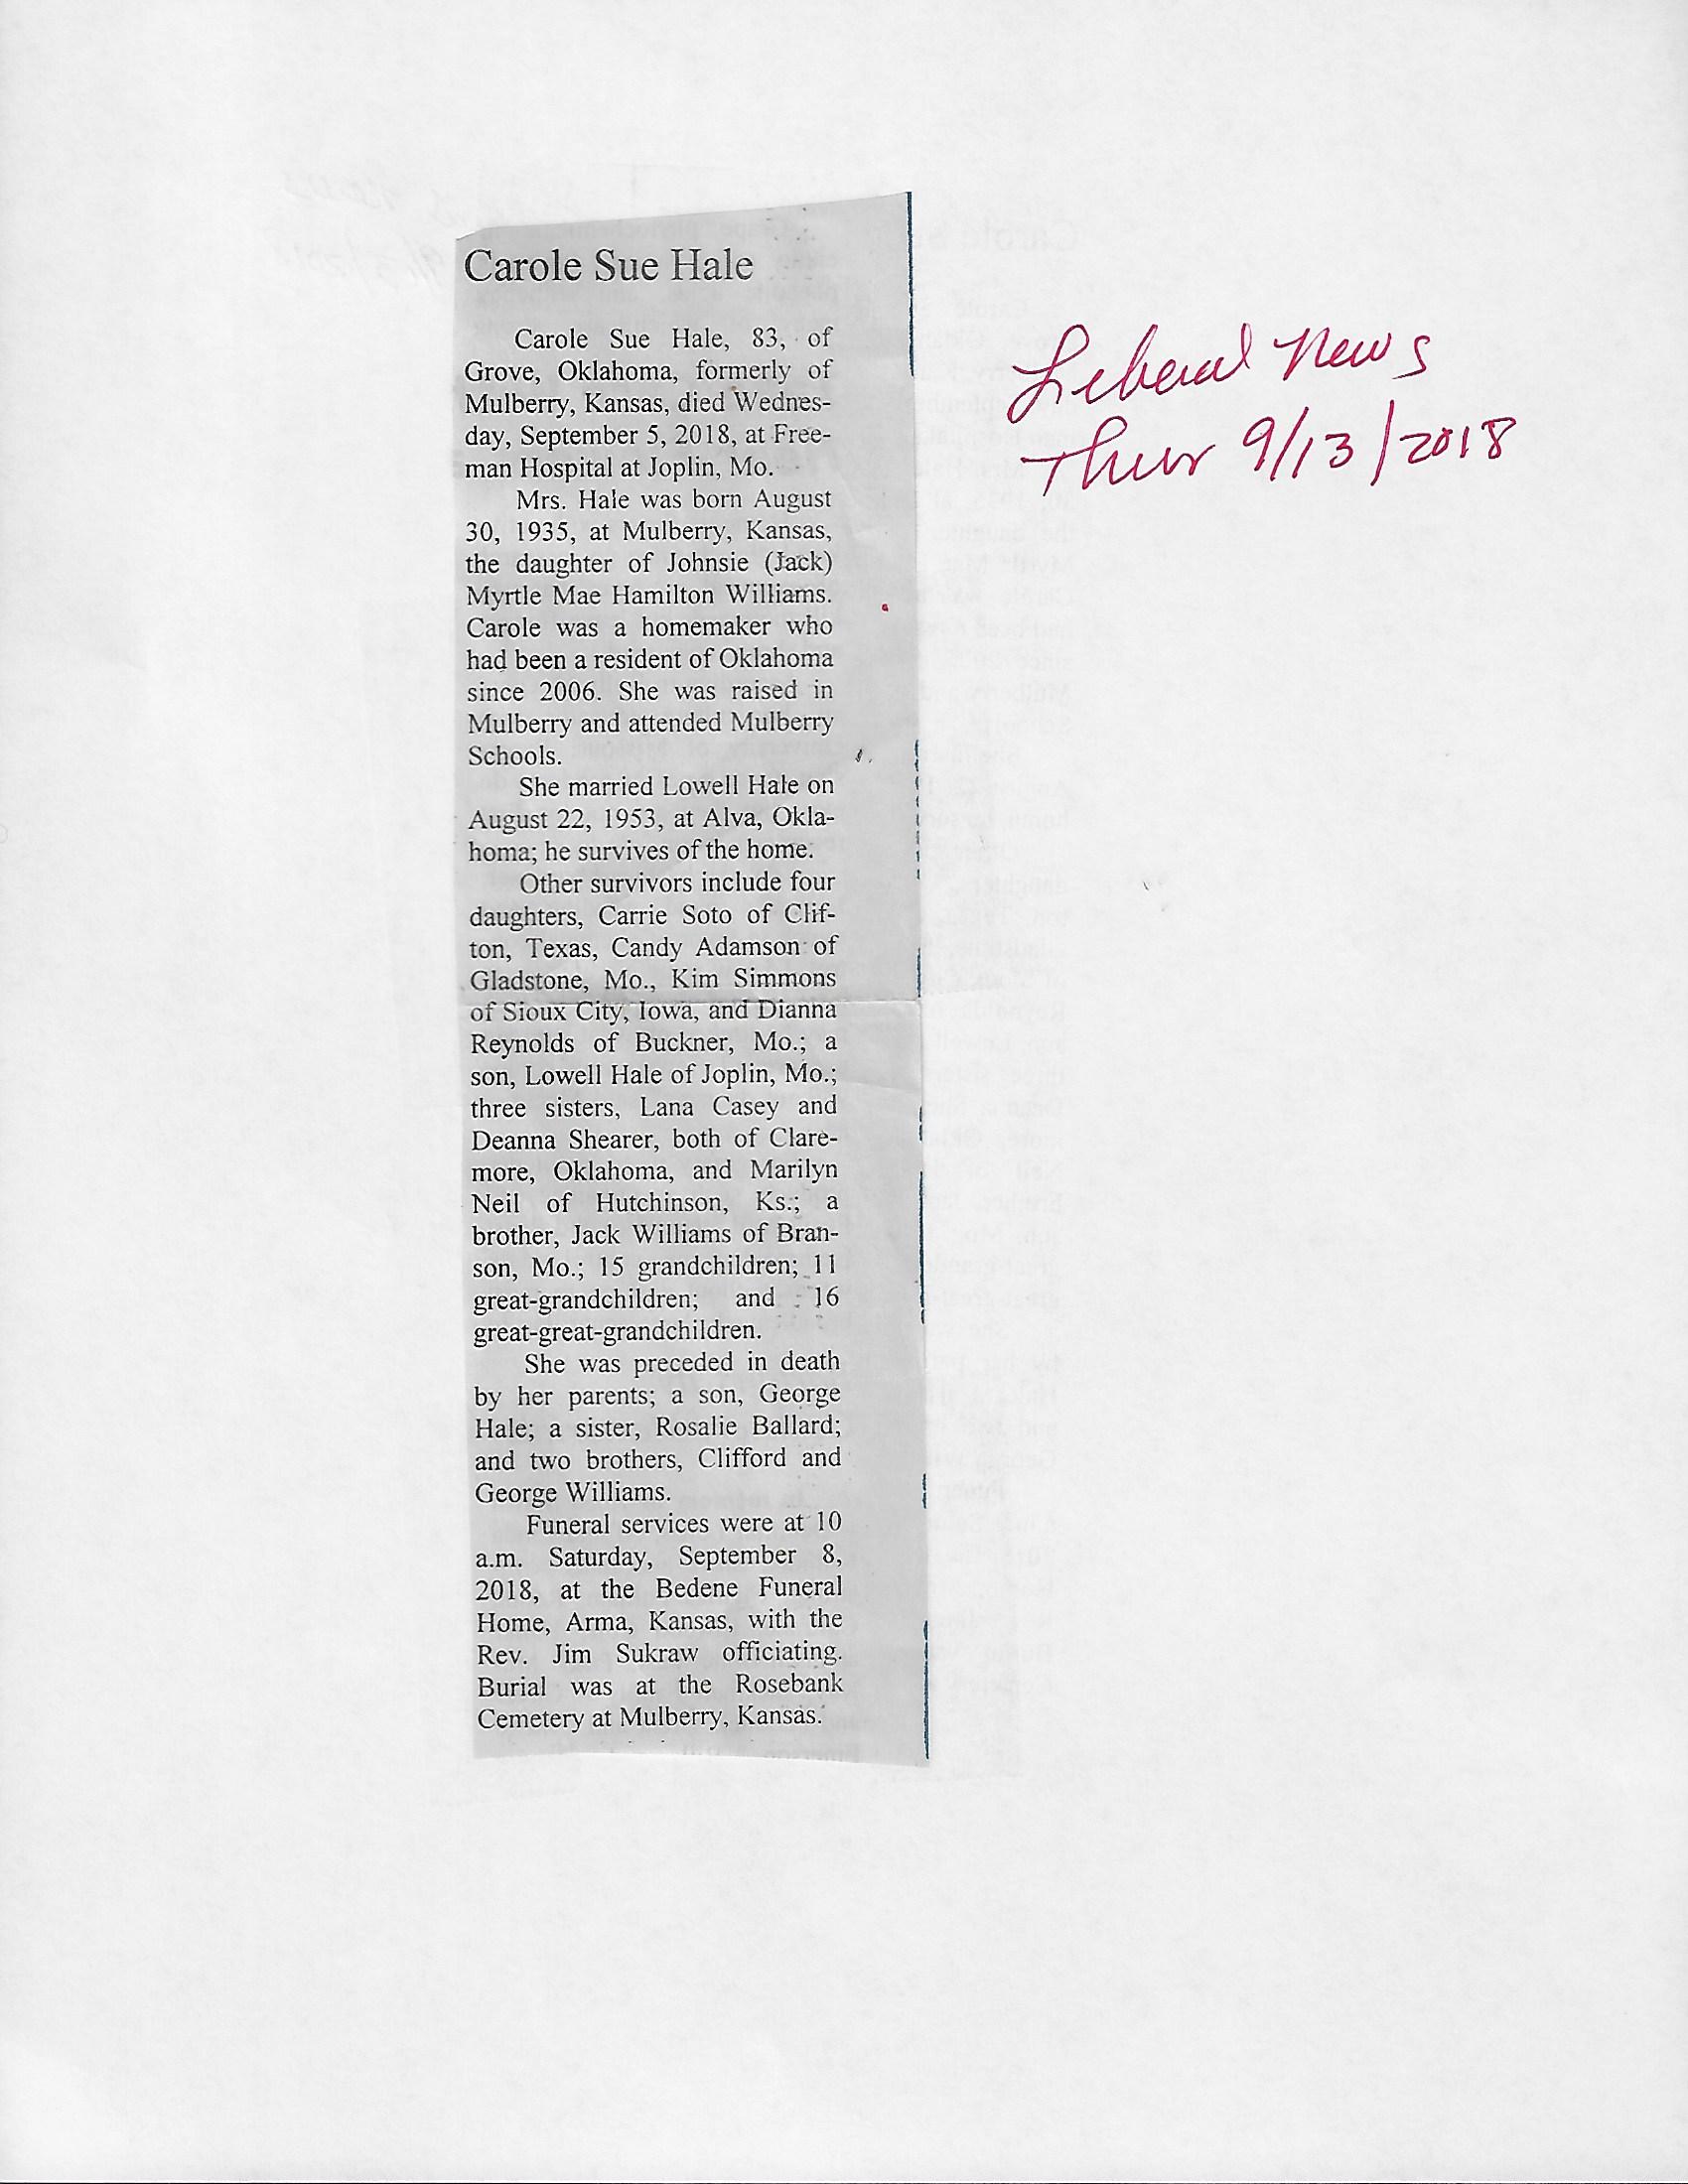 Carole Sue Hale
Carole Sue Hale, 83, of
Grove, Oklahoma, formerly of
Mulberry, Kansas, died Wednes-
day, September 5, 2018, at Free-
man Hospital at Joplin, Mo.
Mrs. Hale was born August
30, 1935, at Mulberry, Kansas,
the daughter of Johnsie (Jack)
Myrtle Mae Hamilton Williams.
Carole was a homemaker who
had been a resident of Oklahoma
since 2006. She was raised in
Mulberry and attended Mulberry
Schools.
She married Lowell Hale on
August 22, 1953, at Alva, Okla-
homa; he survives of the home.
Other survivors include four
daughters, Carrie Soto of Clif-
ton, Texas, Candy Adamson of
Gladstone, Mo., Kim Simmons
of Sioux City, Iowa, and Dianna
Reynolds of Buckner, Mo.; a
son, Lowell Hale of Joplin, Mo.;
three sisters, Lana Casey and
Deanna Shearer, both of Clare-
more, Oklahoma, and Marilyn
Neil of Hutchinson, Ks.; a
brother, Jack Williams of Bran-
son, Mo.; 15 grandchildren; 11
great-grandchildren; and 16
great-great-grandchildren.
She was preceded in death
by her parents; a son, George
Hale; a sister, Rosalie Ballard;
and two brothers, Clifford and
George Williams.
Funeral services were at 10
a.m. Saturday, September 8,
2018, at the Bedene Funeral
Home, Arma, Kansas, with the
Rev. Jim Sukraw officiating.
Burial was at the Rosebank
Cemetery at Mulberry, Kansas.
Liberal News
Thur 9/13/2018